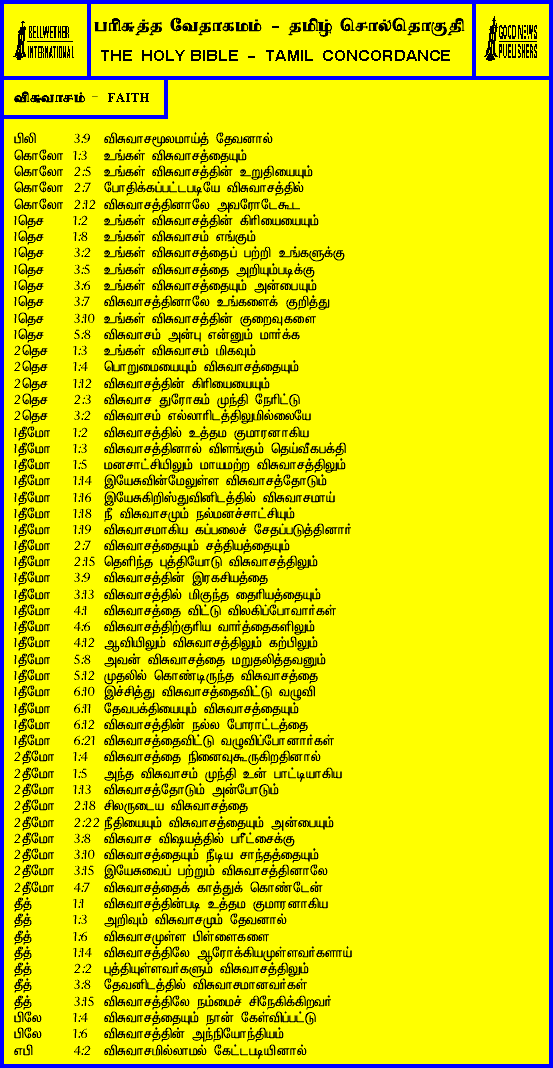 BELLWETHER
INTERNATIONAL
பரிசுத்த வேதாகமம் - தமிழ் சொல்தொகுதி
THE HOLY BIBLE - TAMIL CONCORDANCE
GOOD NEWS
PUBLISHERS
விசுவாசம் - FAITH
பிலி 3:9 விசுவாசமூலமாய்த் தேவனால்
கொலோ 1:3 உங்கள் விசுவாசத்தையும்
கொலோ 2:5 உங்கள் விசுவாசத்தின் உறுதியையும்
கொலோ 2:7 போதிக்கப்பட்டபடியே விசுவாசத்தில்
கொலோ 2:12 விசுவாசத்தினாலே அவரோடேகூட
1தெச 1:2 உங்கள் விசுவாசத்தின் கிரியையையும்
1தெச 1:8 உங்கள் விசுவாசம் எங்கும்
1தெச 3:2 உங்கள் விசுவாசத்தைப் பற்றி உங்களுக்கு
1தெச 3:5 உங்கள் விசுவாசத்தை அறியும்படிக்கு
1தெச 3:6 உங்கள் விசுவாசத்தையும் அன்பையும்
1தெச 3:7 விசுவாசத்தினாலே உங்களைக் குறித்து
1தெச 3:10 உங்கள் விசுவாசத்தின் குறைவுகளை
1தெச 5:8 விசுவாசம் அன்பு என்னும் மார்க்க
2தெச 1:3 உங்கள் விசுவாசம் மிகவும்
2தெச 1:4 பொறுமையையும் விசுவாசத்தையும்
2தெச 1:12 விசுவாசத்தின் கிரியையையும்
2தெச 2:3 விசுவாச துரோகம் முந்தி நேரிட்டு
2தெச 3:2 விசுவாசம் எல்லாரிடத்திலுமில்லையே
1தீமோ 1:2 விசுவாசத்தில் உத்தம குமாரனாகிய
1தீமோ 1:3 விசுவாசத்தினால் விளங்கும் தெய்வீகபக்தி
1தீமோ 1:5 மனசாட்சியிலும் மாயமற்ற விசுவாசத்திலும்
1தீமோ 1:14 இயேசுவின்மேலுள்ள விசுவாசத்தோடும்
1தீமோ 1:16 இயேசுகிறிஸ்துவினிடத்தில் விசுவாசமாய்
1தீமோ 1:18 நீ விசுவாசமும் நல்மனச்சாட்சியும்
1தீமோ 1:19 விசுவாசமாகிய கப்பலைச் சேதப்படுத்தினார்
1தீமோ 2:7 விசுவாசத்தையும் சத்தியத்தையும்
1தீமோ 2:15 தெளிந்த புத்தியோடு விசுவாசத்திலும்
1தீமோ 3:9 விசுவாசத்தின் இரகசியத்தை
1தீமோ 3:13 விசுவாசத்தில் மிகுந்த தைரியத்தையும்
1தீமோ 4:1 விசுவாசத்தை விட்டு விலகிப்போவார்கள்
1தீமோ 4:6 விசுவாசத்திற்குரிய வார்த்தைகளிலும்
1தீமோ 4:12 ஆவியிலும் விசுவாசத்திலும் கற்பிலும்
1தீமோ 5:8 அவன் விசுவாசத்தை மறுதலித்தவனும்
1தீமோ 5:12 முதலில் கொண்டிருந்த விசுவாசத்தை
1தீமோ 6:10 இச்சித்து விசுவாசத்தைவிட்டு வழுவி
1தீமோ 6:11 தேவபக்தியையும் விசுவாசத்தையும்
1தீமோ 6:12 விசுவாசத்தின் நல்ல போராட்டத்தை
1தீமோ 6:21 விசுவாசத்தைவிட்டு வழுவிப்போனார்கள்
2தீமோ 1:4 விசுவாசத்தை நினைவுகூருகிறதினால்
2தீமோ 1:5 அந்த விசுவாசம் முந்தி உன் பாட்டியாகிய
2தீமோ 1:13 விசுவாசத்தோடும் அன்போடும்
2தீமோ 2:18 சிலருடைய விசுவாசத்தை
2தீமோ 2:22 நீதியையும் விசுவாசத்தையும் அன்பையும்
2தீமோ 3:8 விசுவாச விஷயத்தில் பரீட்சைக்கு
2தீமோ 3:10 விசுவாசத்தையும் நீடிய சாந்தத்தையும்
2தீமோ 3:15 இயேசுவைப் பற்றும் விசுவாசத்தினாலே
2தீமோ 4:7 விசுவாசத்தைக் காத்துக் கொண்டேன்
தீத் 1:1 விசுவாசத்தின்படி உத்தம குமாரனாகிய
தீத் 1:3 அறிவும் விசுவாசமும் தேவனால்
தீத் 1:6 விசுவாசமுள்ள பிள்ளைகளை
தீத் 1:14 விசுவாசத்திலே ஆரோக்கியமுள்ளவர்களாய்
தீத் 2:2 புத்தியுள்ளவர்களும் விசுவாசத்திலும்
தீத் 3:8 தேவனிடத்தில் விசுவாசமானவர்கள்
தீத் 3:15 விசுவாசத்திலே நம்மைச் சிநேகிக்கிறவர்
பிலே 1:4 விசுவாசத்தையும் நான் கேள்விப்பட்டு
பிலே 1:6 விசுவாசத்தின் அந்நியோந்தியம்
எபி 4:2 விசுவாசமில்லாமல் கேட்டபடியினால்